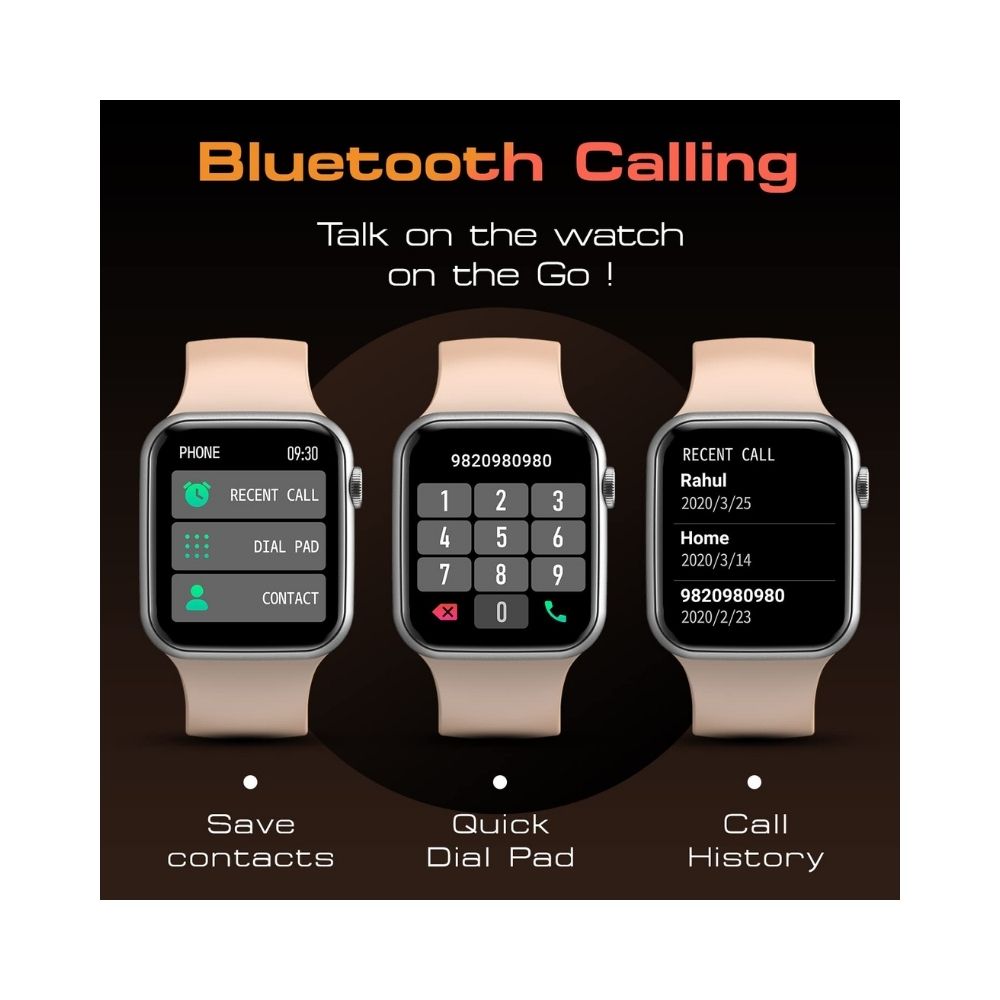 Bluetooth Calling
Talk on the watch
on the Go !
PHONE 09:30
RECENT CALL
DIAL PAD
CONTACT
9820980980
1 2 3
4 5 6
7 8 9
0
RECENT CALL
Rahul
2020/3/25
Home
2020/3/14
9820980980
2020/2/23
Save
contacts
Quick
Dial Pad
Call
History